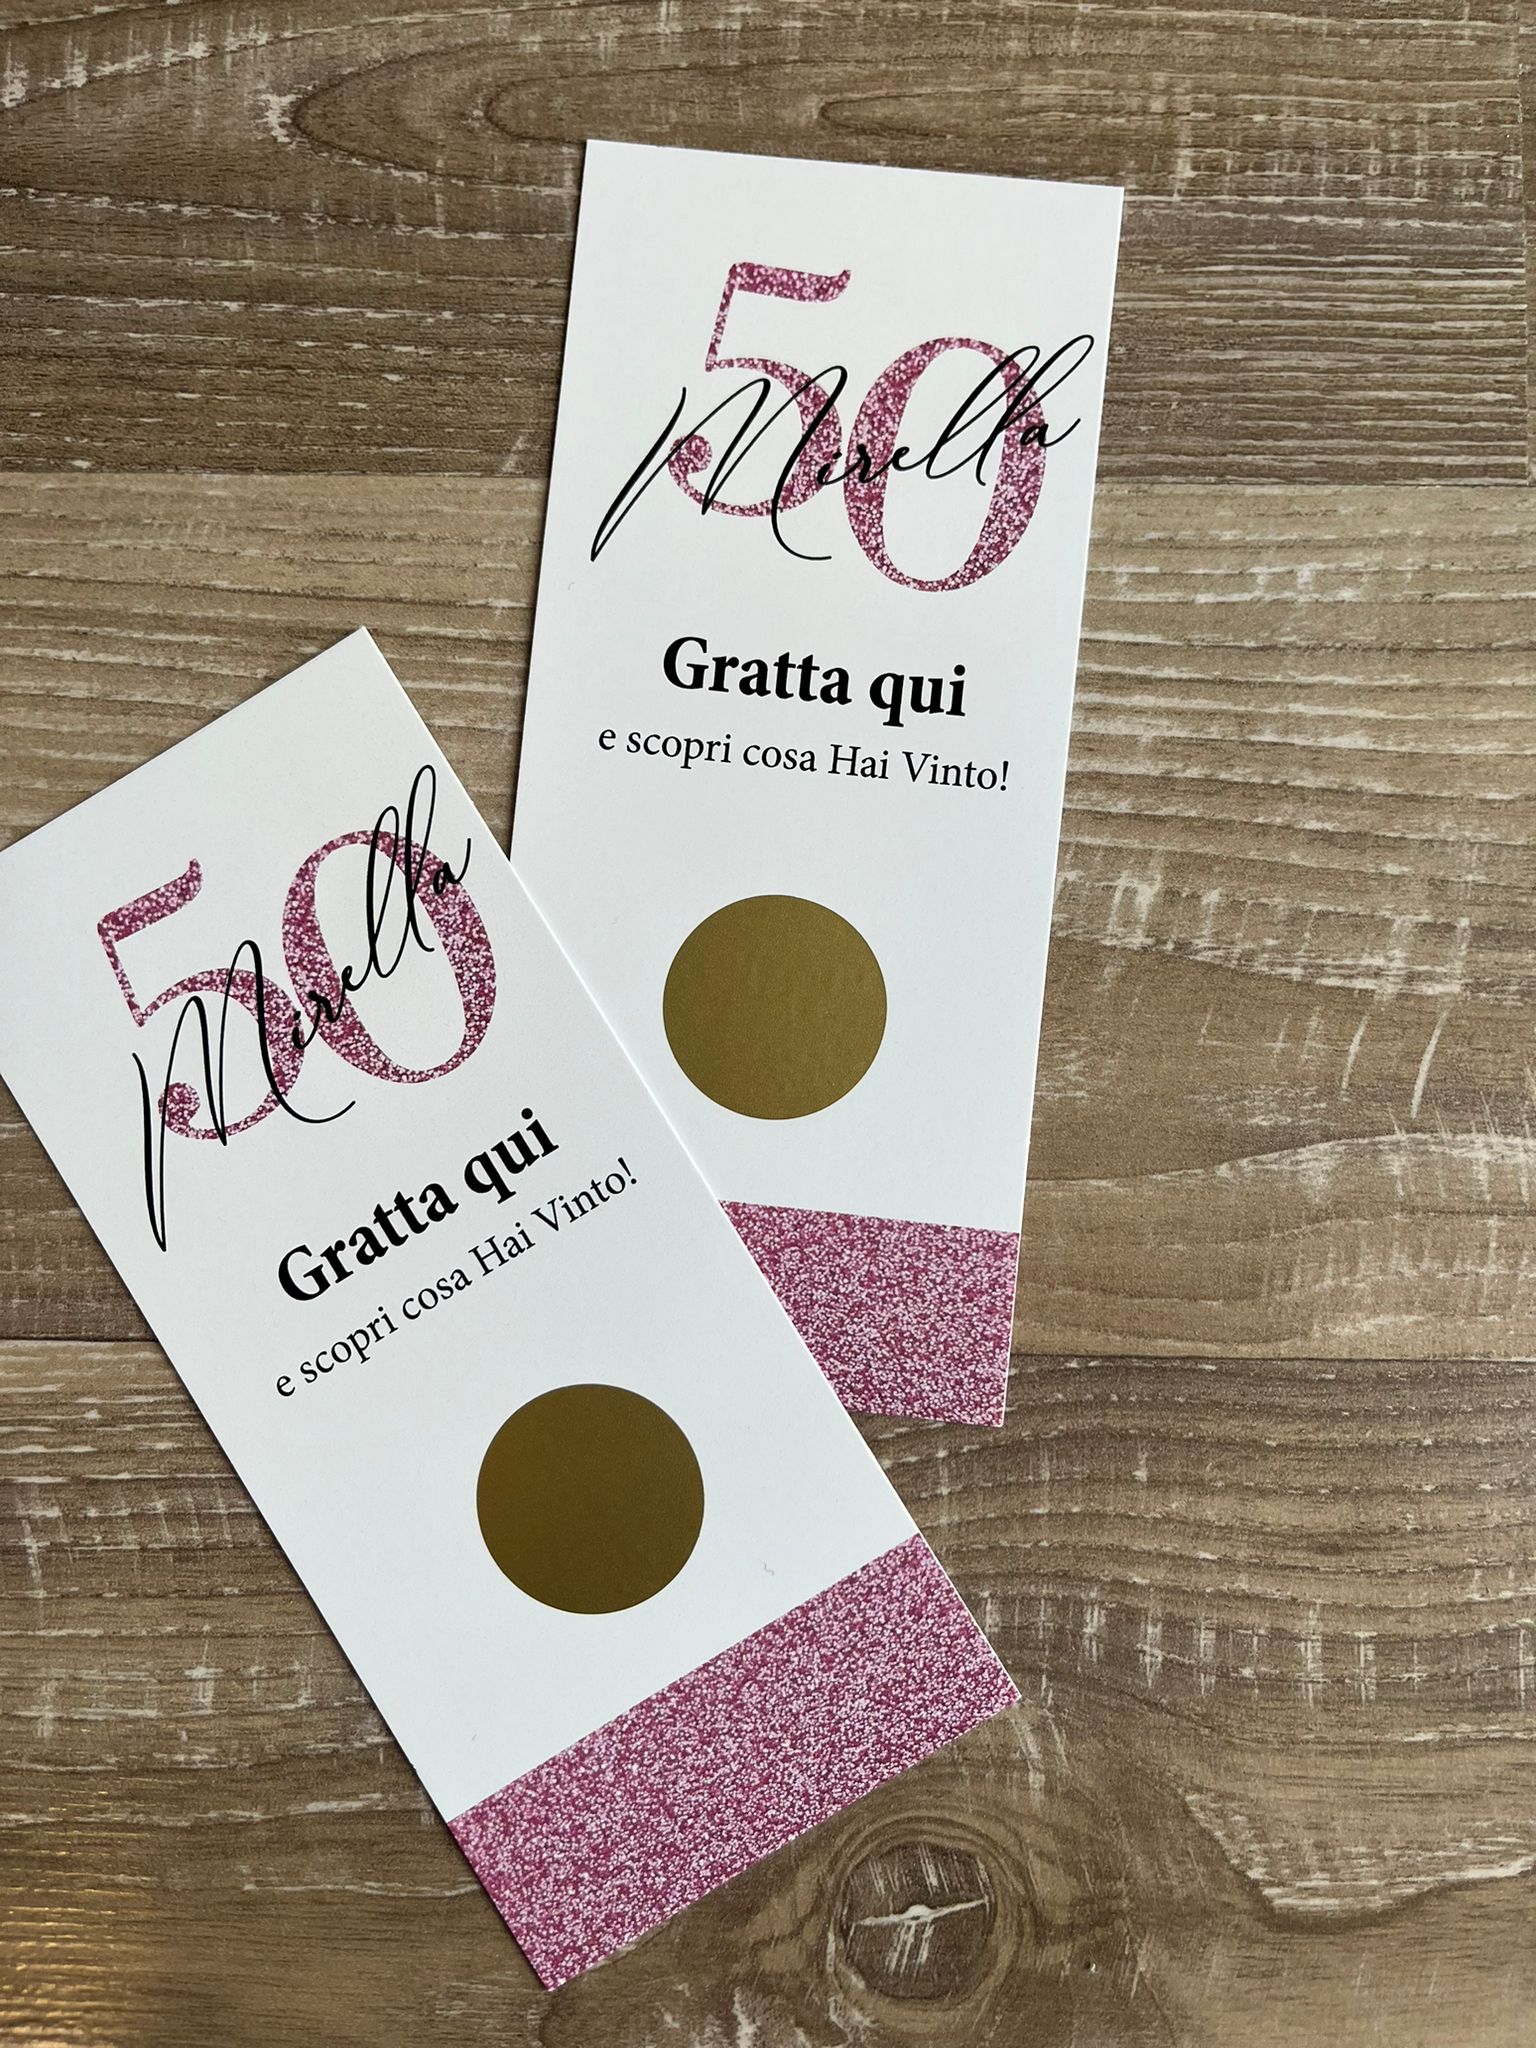 50
Mirella
Gratta qui
e scopri cosa Hai Vinto!
50
Mirella
Gratta qui
e scopri cosa Hai Vinto!